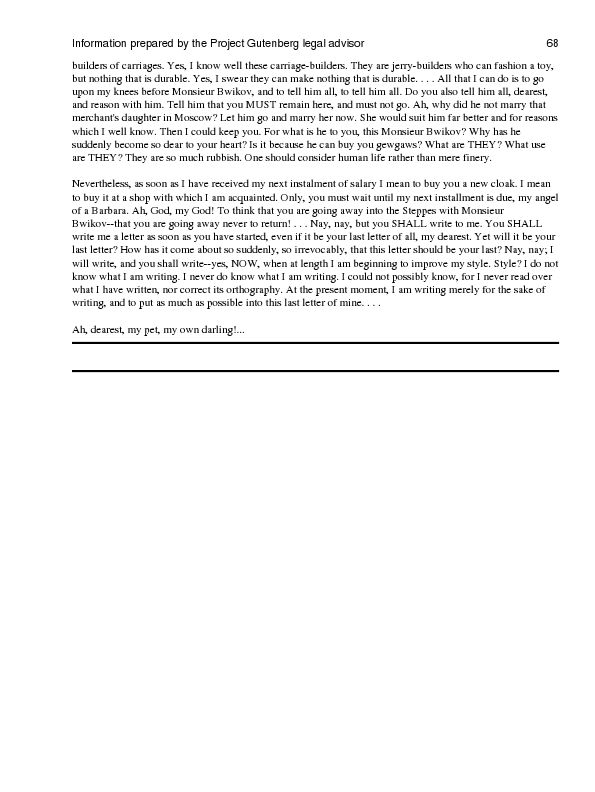 Information prepared by the Project Gutenberg legal advisor 68
builders of carriages. Yes, I know well these carriage-builders. They are jerry-builders who can fashion a toy,
but nothing that is durable. Yes, I swear they can make nothing that is durable. . . . All that I can do is to go
upon my knees before Monsieur Bwikov, and to tell him all, to tell him all. Do you also tell him all, dearest,
and reason with him. Tell him that you MUST remain here, and must not go. Ah, why did he not marry that
merchant's daughter in Moscow? Let him go and marry her now. She would suit him far better and for reasons
which I well know. Then I could keep you. For what is he to you, this Monsieur Bwikov? Why has he
suddenly become so dear to your heart? Is it because he can buy you gewgaws? What are THEY? What use
are THEY? They are so much rubbish. One should consider human life rather than mere finery.
Nevertheless, as soon as I have received my next instalment of salary I mean to buy you a new cloak. I mean
to buy it at a shop with which I am acquainted. Only, you must wait until my next installment is due, my angel
of a Barbara. Ah, God, my God! To think that you are going away into the Steppes with Monsieur
Bwikov--that you are going away never to return! . . . Nay, nay, but you SHALL write to me. You SHALL
write me a letter as soon as you have started, even if it be your last letter of all, my dearest. Yet will it be your
last letter? How has it come about so suddenly, so irrevocably, that this letter should be your last? Nay, nay; I
will write, and you shall write--yes, NOW, when at length I am beginning to improve my style. Style? I do not
know what I am writing. I never do know what I am writing. I could not possibly know, for I never read over
what I have written, nor correct its orthography. At the present moment, I am writing merely for the sake of
writing, and to put as much as possible into this last letter of mine. . . .
Ah, dearest, my pet, my own darling!...